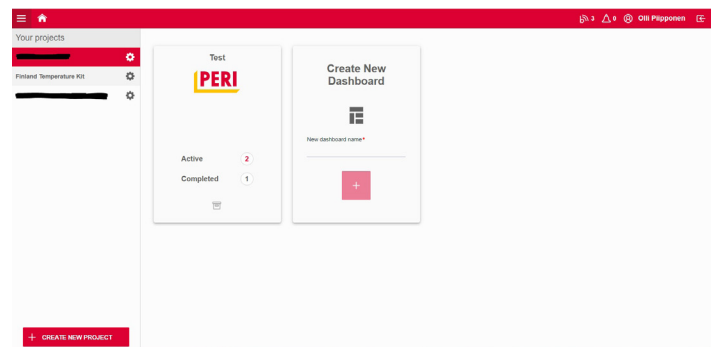 3
0
Olli Piipponen
Your projects
Finland Temperature Kit
CREATE NEW PROJECT
Test
PERI
Active 2
Completed 1
Create New
Dashboard
New dashboard name*
+